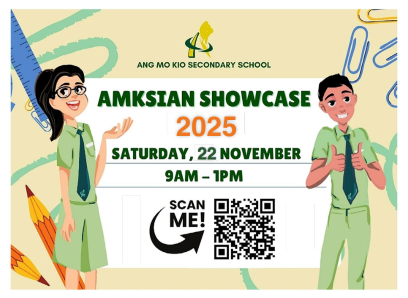 ANG MO KIO SECONDARY SCHOOL
AMKSIAN SHOWCASE
2025
SATURDAY, 22 NOVEMBER
9AM – 1PM
SCAN
ME!